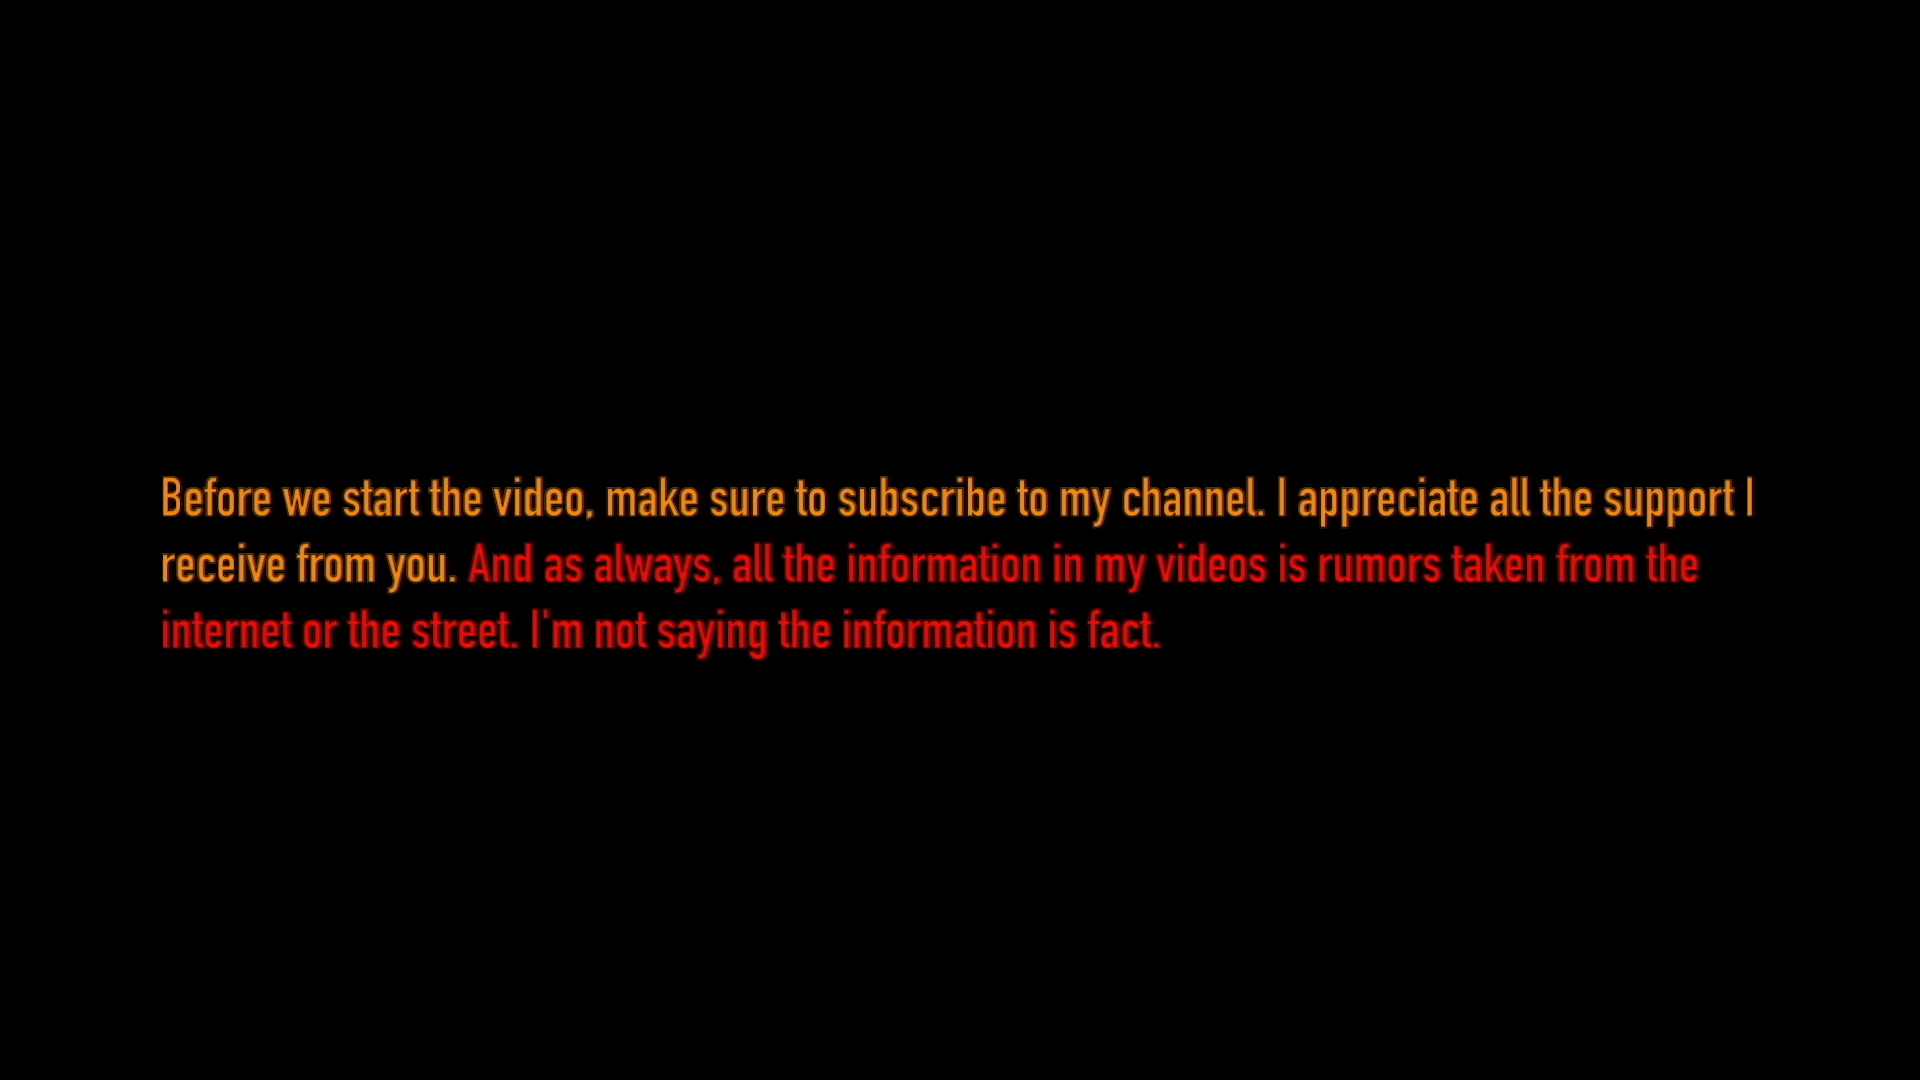 Before we start the video, make sure to subscribe to my channel. I appreciate all the support I
receive from you. And as always, all the information in my videos is rumors taken from the
internet or the street. I'm not saying the information is fact.